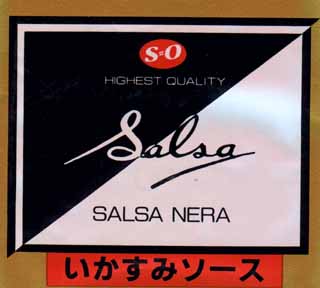 S=O
HIGHEST QUALITY
Salsa
SALSA NERA
いかすみソース